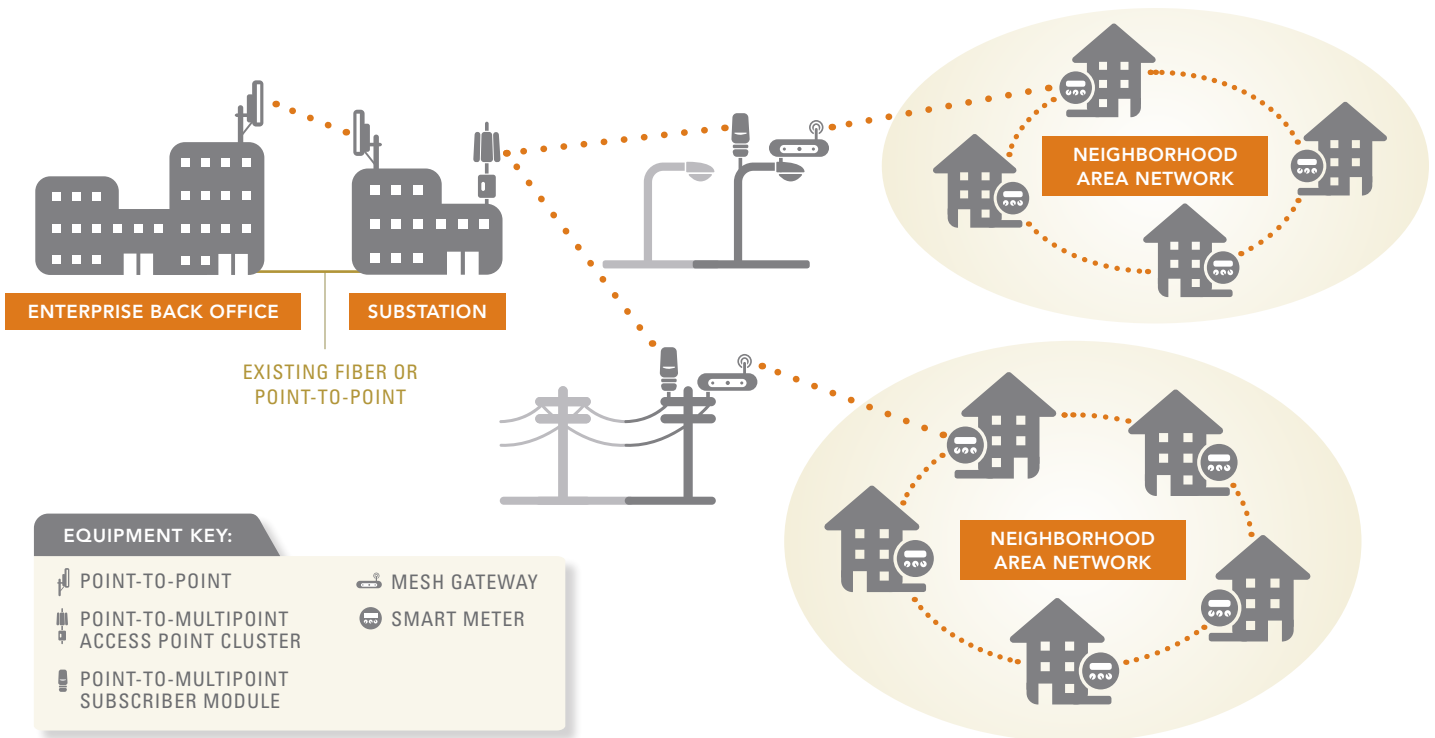 NEIGHBORHOOD
AREA NETWORK
ENTERPRISE BACK OFFICE
SUBSTATION
EXISTING FIBER OR
POINT-TO-POINT
NEIGHBORHOOD
AREA NETWORK
EQUIPMENT KEY:
POINT-TO-POINT
POINT-TO-MULTIPOINT
ACCESS POINT CLUSTER
POINT-TO-MULTIPOINT
SUBSCRIBER MODULE
MESH GATEWAY
SMART METER